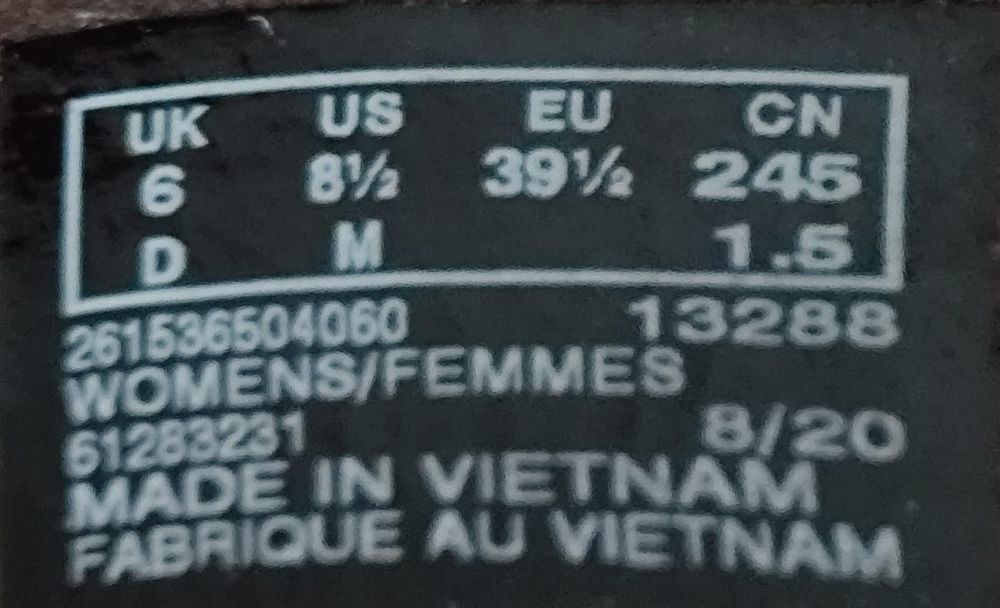 UK US EU CN
6 8½ 39½ 245
D M 1.5
261536504060 13288
WOMENS/FEMMES
61283231 8/20
MADE IN VIETNAM
FABRIQUE AU VIETNAM